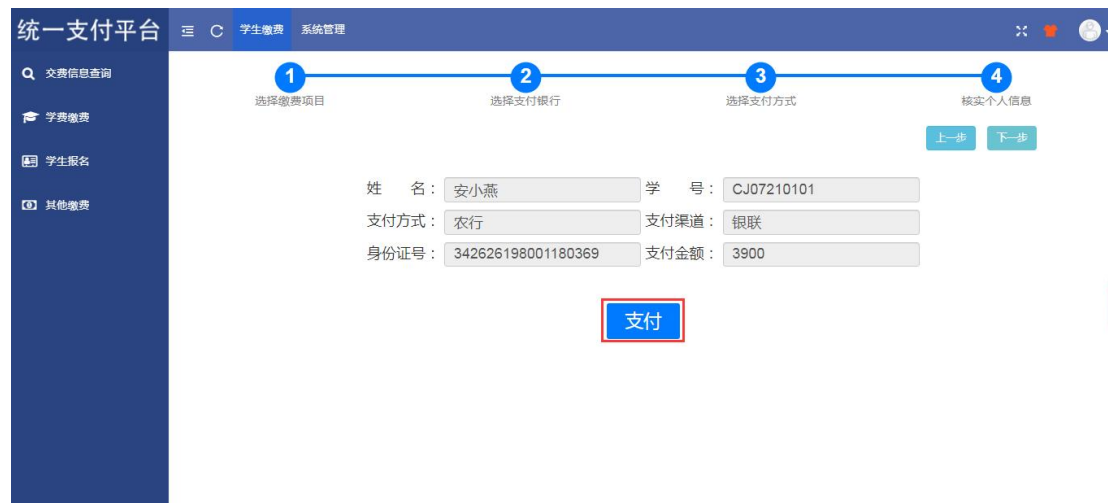 统一支付平台 学生缴费 系统管理
交费信息查询
学费缴费
学生报名
其他缴费
1 2 3 4
选择缴费项目 选择支付银行 选择支付方式 核实个人信息
上一步 下一步
姓 名： 安小燕 学 号： CJ07210101
支付方式： 农行 支付渠道： 银联
身份证号： 342626198001180369 支付金额： 3900
支付